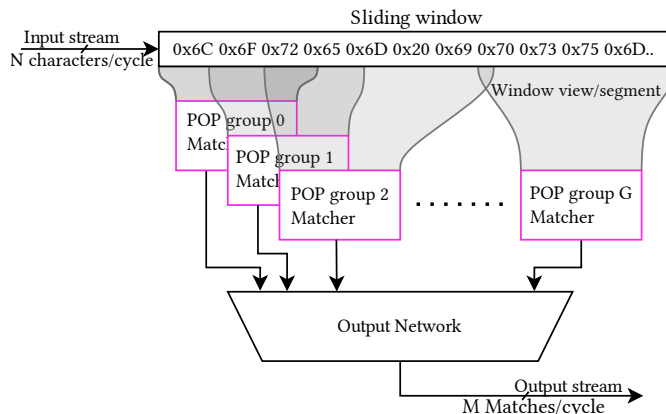 Sliding window
Input stream
N characters/cycle
0x6C 0x6F 0x72 0x65 0x6D 0x20 0x69 0x70 0x73 0x75 0x6D..
Window view/segment
POP group 0
Matcher
POP group 1
Matcher
POP group 2
Matcher
.......
POP group G
Matcher
Output Network
Output stream
M Matches/cycle